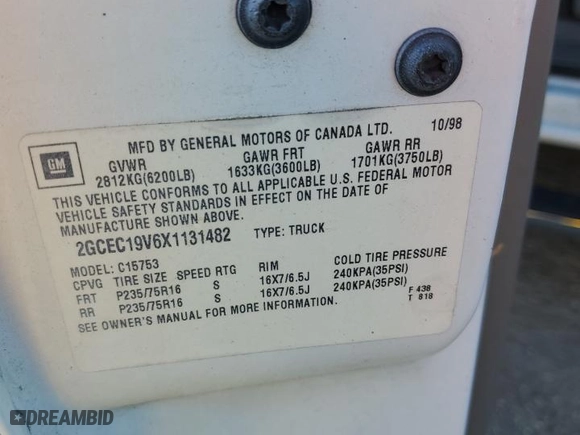 MFD BY GENERAL MOTORS OF CANADA LTD. 10/98
GM
GVWR GAWR FRT GAWR RR
2812KG(6200LB) 1633KG(3600LB) 1701KG(3750LB)
THIS VEHICLE CONFORMS TO ALL APPLICABLE U.S. FEDERAL MOTOR
VEHICLE SAFETY STANDARDS IN EFFECT ON THE DATE OF
MANUFACTURE SHOWN ABOVE.
2GCEC19V6X1131482 TYPE: TRUCK
MODEL: C15753
CPVG TIRE SIZE SPEED RTG RIM COLD TIRE PRESSURE
FRT P235/75R16 S 16X7/6.5J 240KPA(35PSI)
RR P235/75R16 S 16X7/6.5J 240KPA(35PSI)
SEE OWNER'S MANUAL FOR MORE INFORMATION.
F 438
T 818
DREAMBID